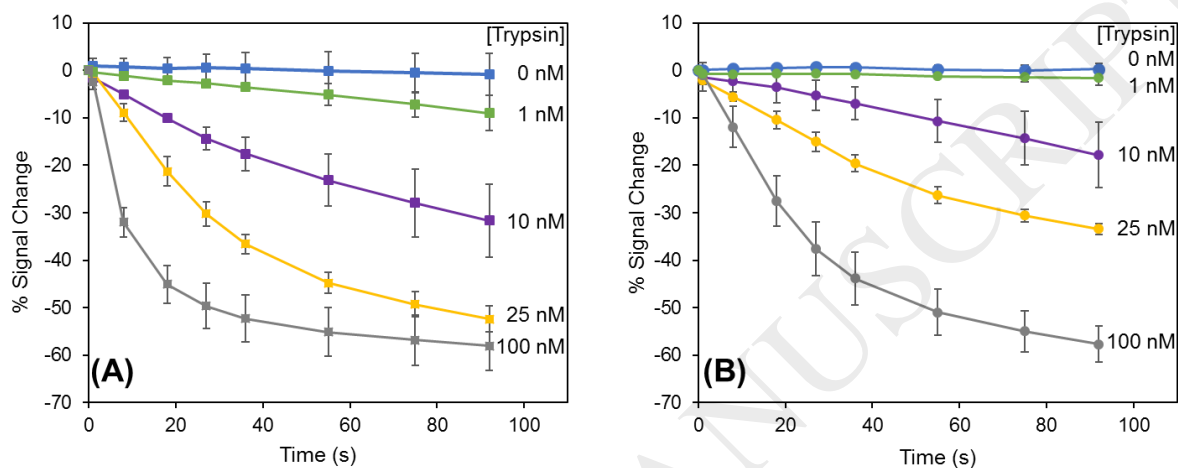 [Trypsin]
0 nM
1 nM
10 nM
25 nM
100 nM
(A)
% Signal Change
10
0
-10
-20
-30
-40
-50
-60
-70
0
20
40
60
80
100
Time (s)
[Trypsin]
0 nM
1 nM
10 nM
25 nM
100 nM
(B)
% Signal Change
10
0
-10
-20
-30
-40
-50
-60
-70
0
20
40
60
80
100
Time (s)
ANUSCRIPT